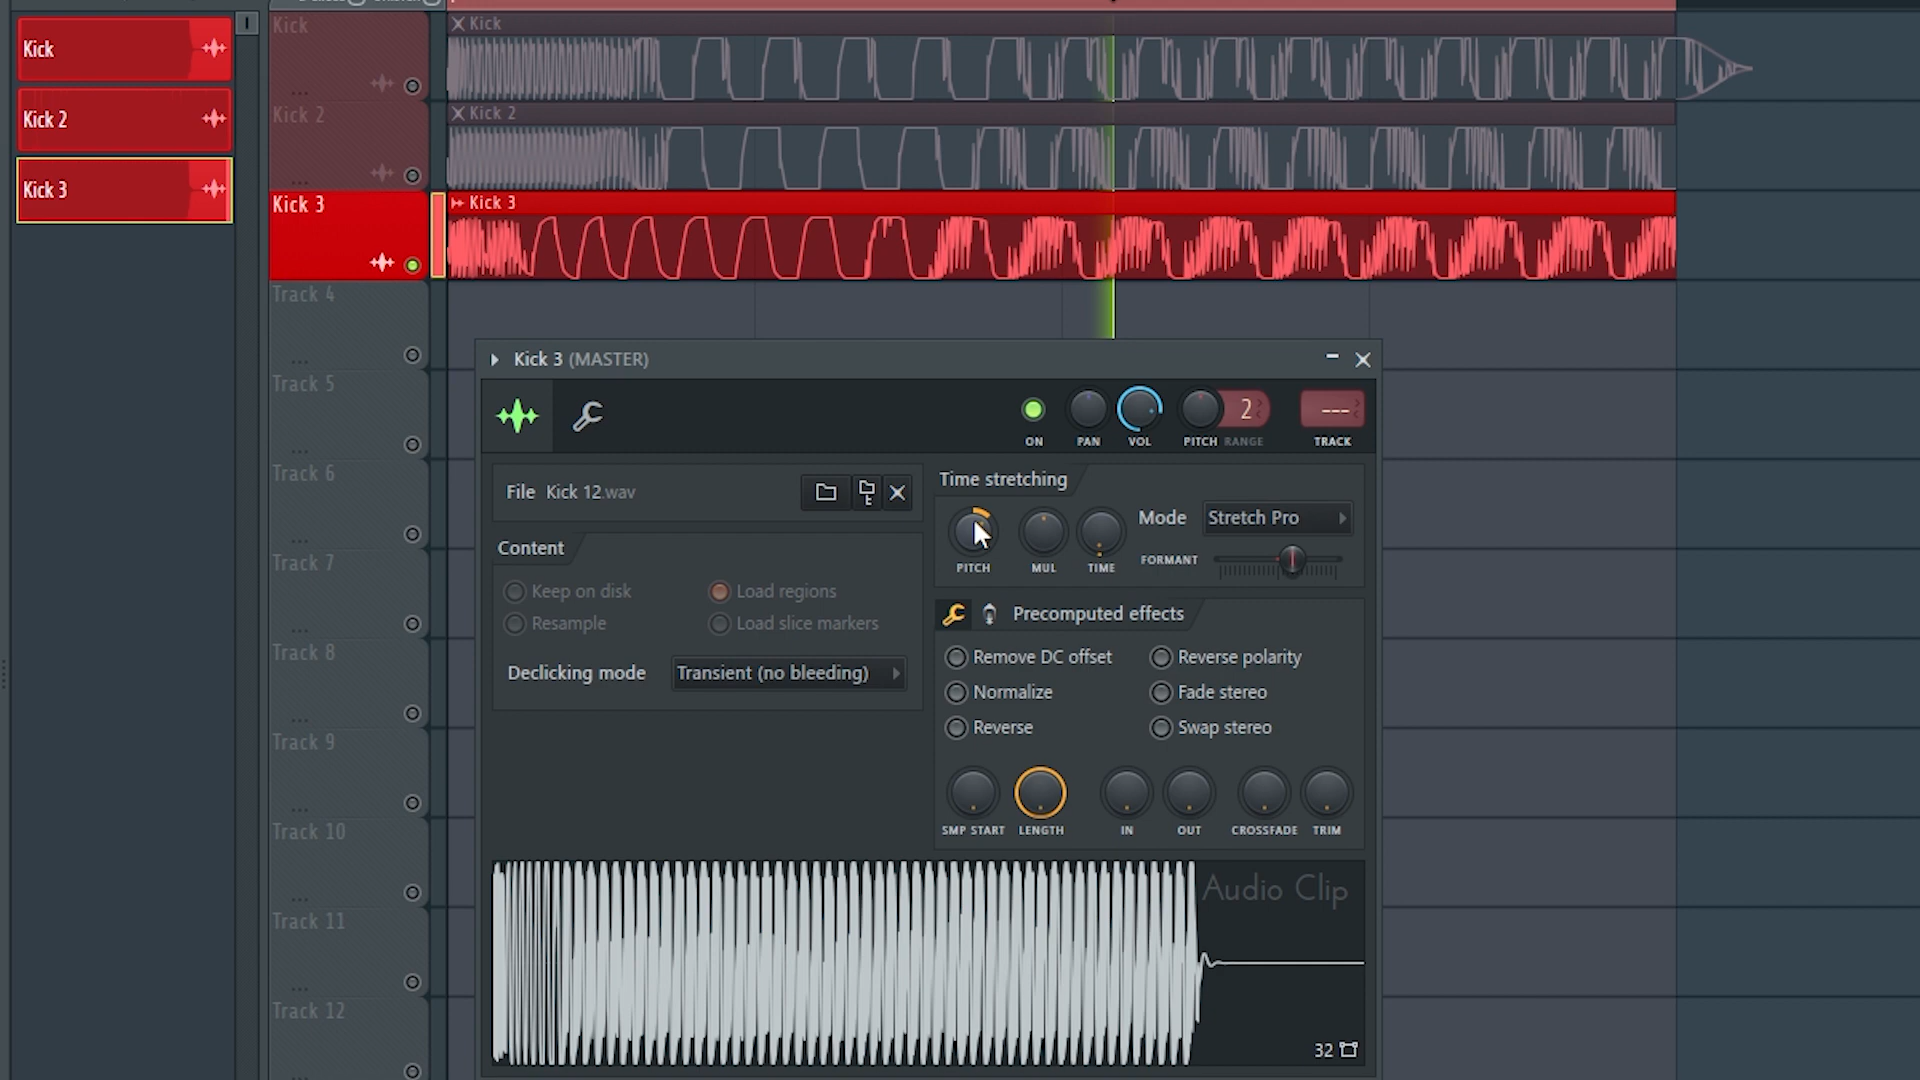 Kick
Kick 2
Kick 3
Kick
Kick 2
Kick 3
Track 4
Track 5
Track 6
Track 7
Track 8
Track 9
Track 10
Track 11
Track 12
Kick
Kick 2
Kick 3
Kick 3 (MASTER)
ON
PAN
VOL
PITCH RANGE
2
---
TRACK
File Kick 12.wav
Content
Keep on disk
Load regions
Resample
Load slice markers
Declicking mode Transient (no bleeding)
Time stretching
PITCH
MUL
TIME
Mode Stretch Pro
FORMANT
Precomputed effects
Remove DC offset
Reverse polarity
Normalize
Fade stereo
Reverse
Swap stereo
SMP START
LENGTH
IN
OUT
CROSSFADE
TRIM
Audio Clip
32